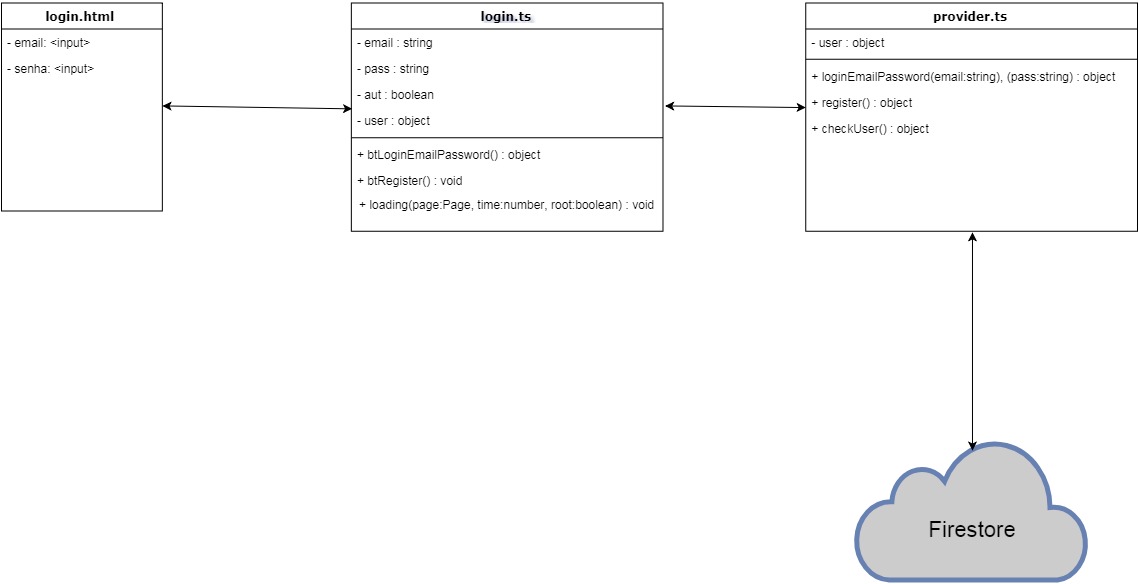 login.html
- email: <input>
- senha: <input>
login.ts
- email : string
- pass : string
- aut : boolean
- user : object
+ btLoginEmailPassword() : object
+ btRegister() : void
+ loading(page:Page, time:number, root:boolean) : void
provider.ts
- user : object
+ loginEmailPassword(email:string), (pass:string) : object
+ register() : object
+ checkUser() : object
Firestore